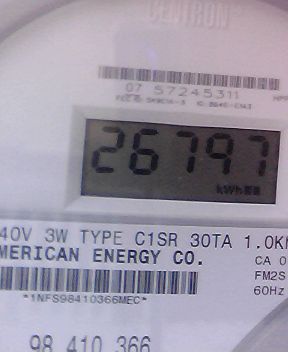 CENTRON
07 57245311
26797
kWh
40V 3W TYPE C1SR 30TA 1.0K
MERICAN ENERGY CO.
CA 0
FM2S
60Hz
*1NFS98410366MEC*
98 410 366